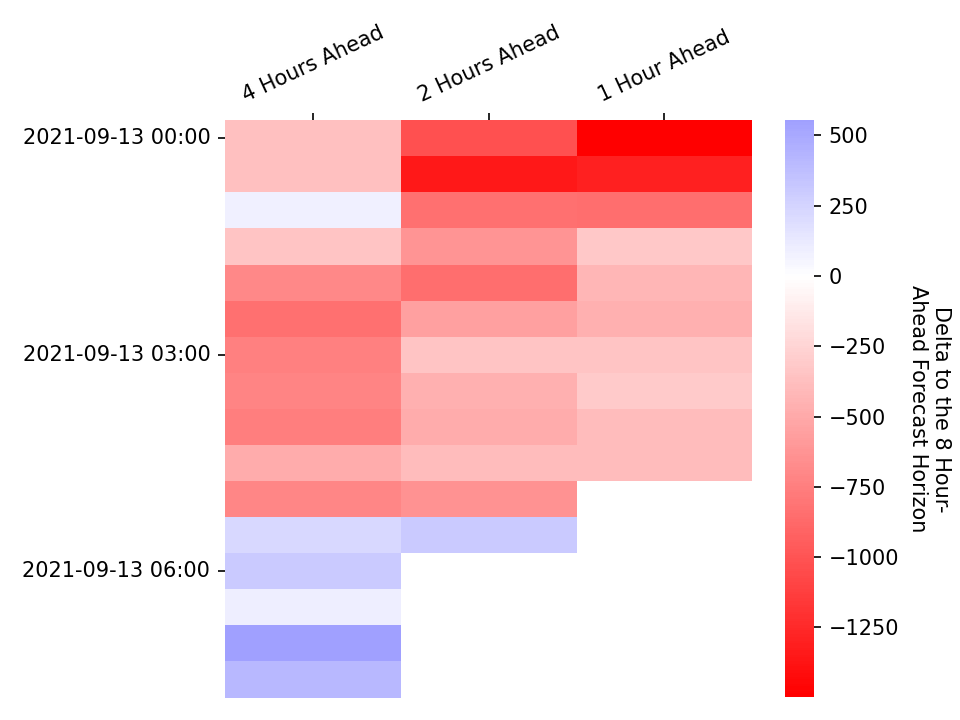 4 Hours Ahead
2 Hours Ahead
1 Hour Ahead
2021-09-13 00:00
2021-09-13 03:00
2021-09-13 06:00
500
250
0
−250
−500
−750
−1000
−1250
Delta to the 8 Hour-
Ahead Forecast Horizon